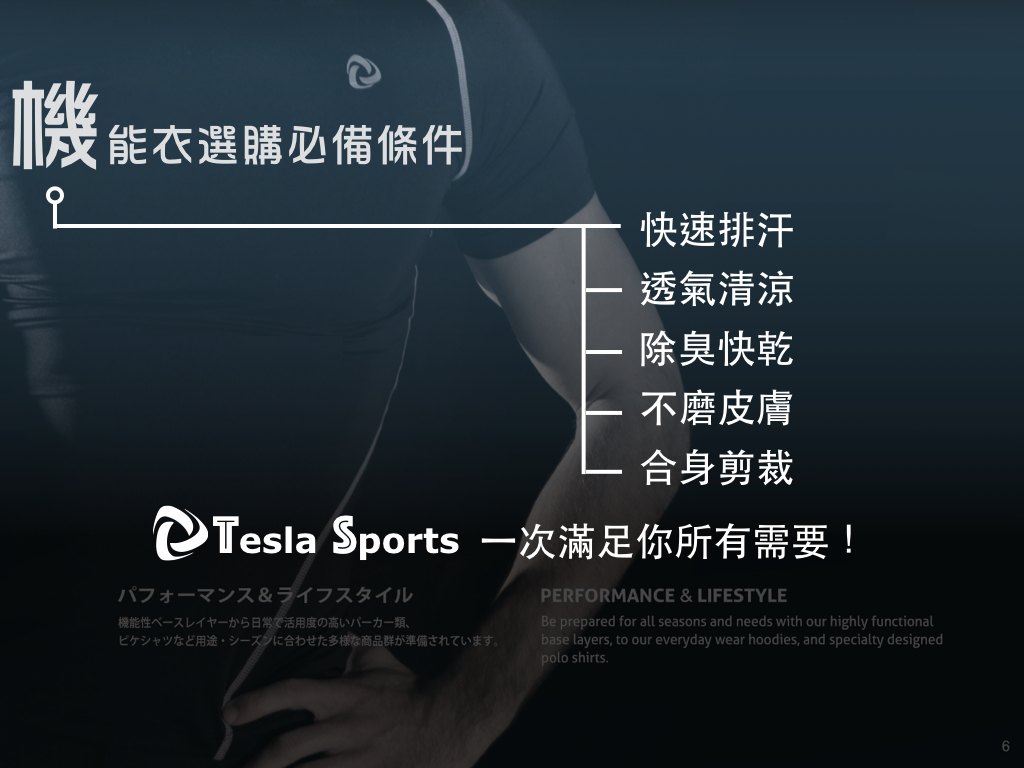 機能衣選購必備條件
快速排汗
透氣清涼
除臭快乾
不磨皮膚
合身剪裁
Tesla Sports 一次滿足你所有需要！
パフォーマンス＆ライフスタイル
機能性ベースレイヤーから日常で活用度の高いパーカー類、
ピケシャツなど用途・シーズンに合わせた多様な商品群が準備されています。
PERFORMANCE & LIFESTYLE
Be prepared for all seasons and needs with our highly functional
base layers, to our everyday wear hoodies, and specialty designed
polo shirts.
6